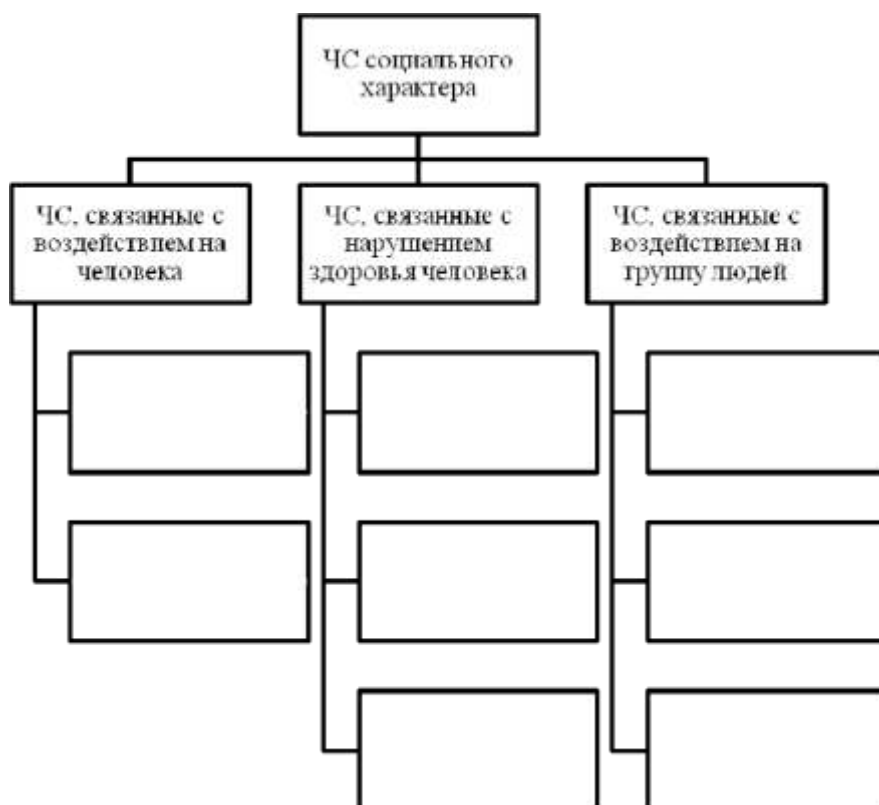 ЧС социального
характера
ЧС, связанные с
воздействием на
человека
ЧС, связанные с
нарушением
здоровья человека
ЧС, связанные с
воздействием на
группу людей